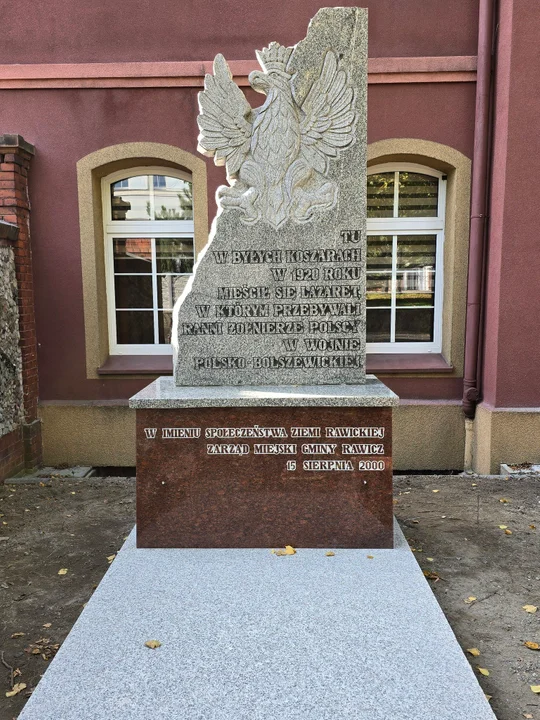 TU
W BYŁYCH KOSZARACH
W 1920 ROKU
MIEŚCIŁ SIĘ LAZARET,
W KTÓRYM PRZEBYWALI
RANNI ŻOŁNIERZE POLSCY
W WOJNIE
POLSKO-BOLSZEWICKIEJ
W IMIENIU SPOŁECZEŃSTWA ZIEMI RAWICKIEJ
ZARZĄD MIEJSKI GMINY RAWICZ
15 SIERPNIA 2000